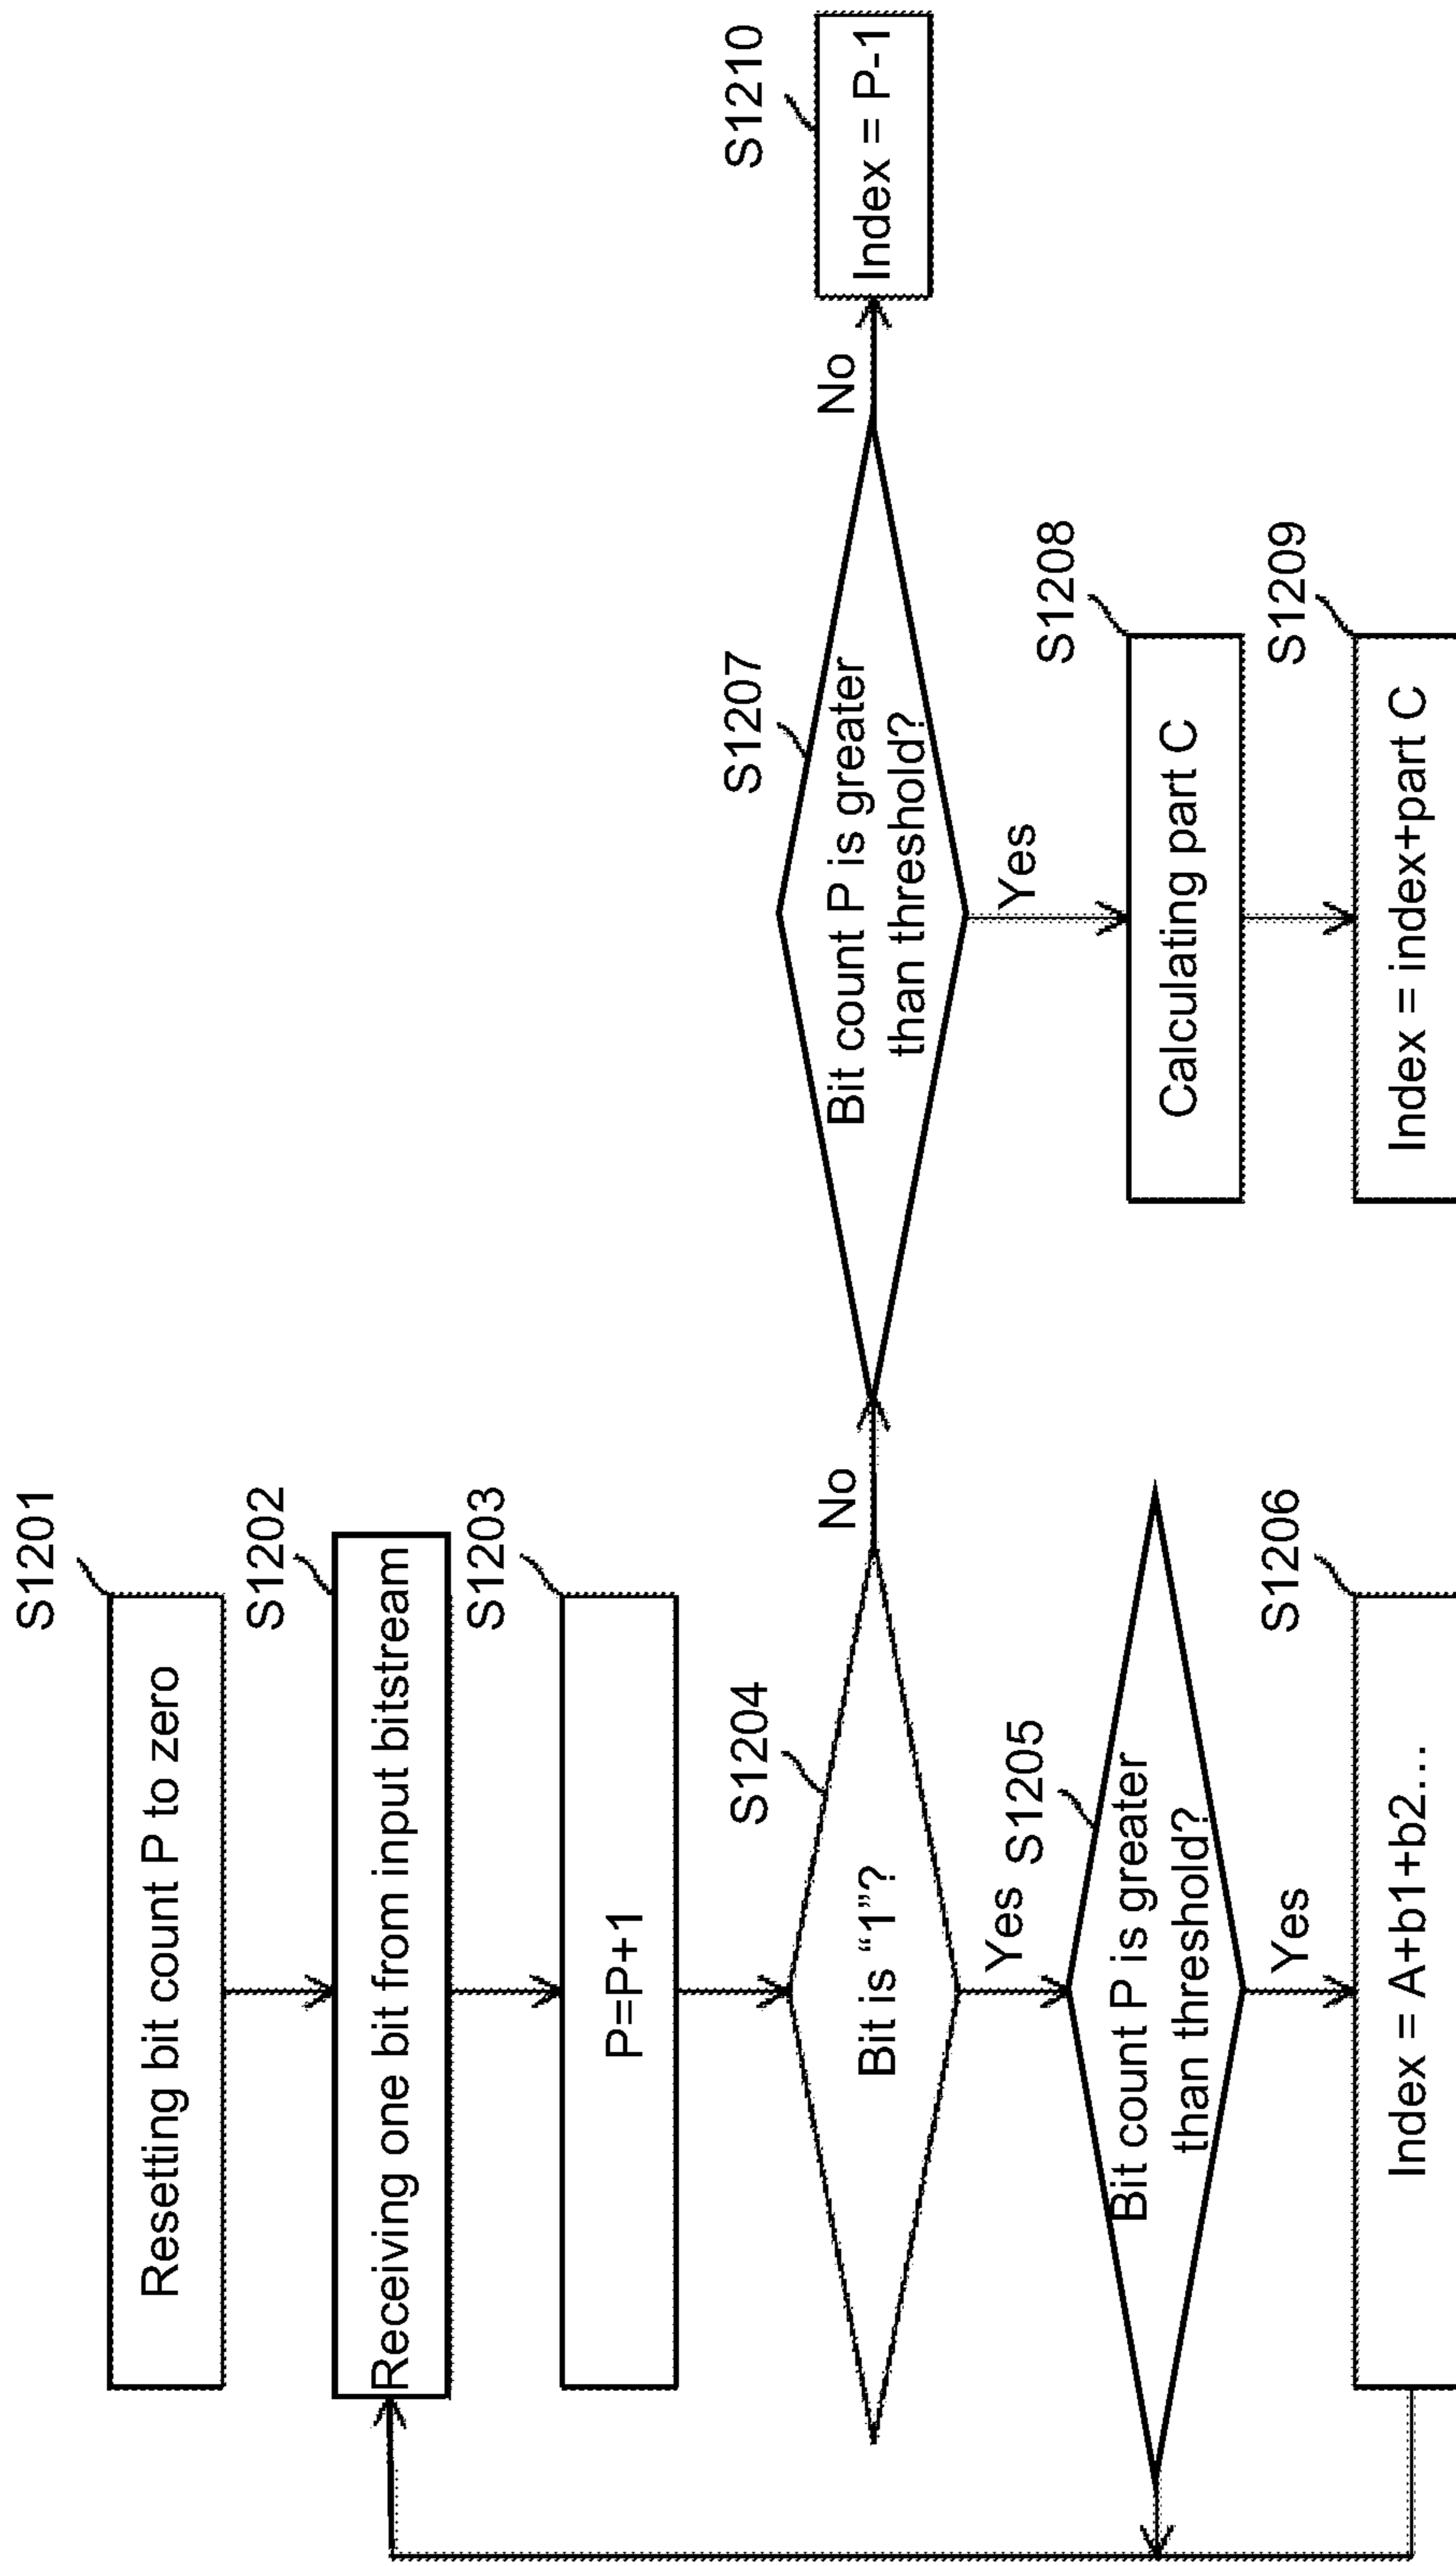 S1201
Resetting bit count P to zero
S1202
Receiving one bit from input bitstream
S1203
P=P+1
S1204
Bit is “1”?
No
Yes
S1205
Bit count P is greater
than threshold?
Yes
S1206
Index = A+b1+b2...
S1207
Bit count P is greater
than threshold?
No
S1210
Index = P-1
Yes
S1208
Calculating part C
S1209
Index = index+part C